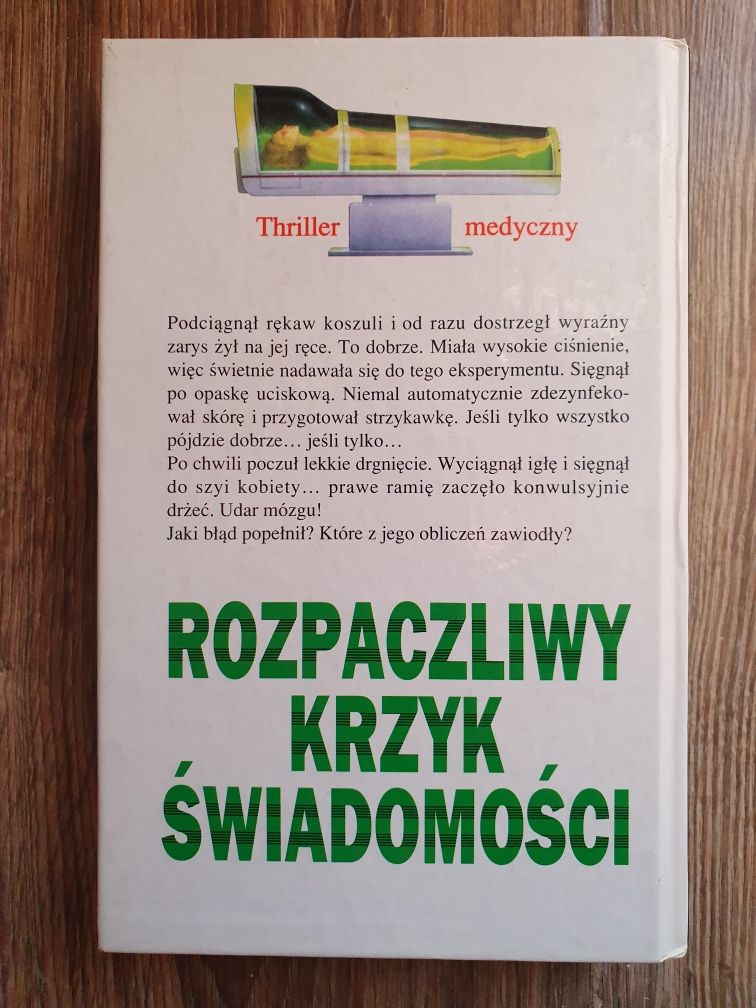 Thriller medyczny
Podciągnął rękaw koszuli i od razu dostrzegł wyraźny
zarys żył na jej ręce. To dobrze. Miała wysokie ciśnienie,
więc świetnie nadawała się do tego eksperymentu. Sięgnął
po opaskę uciskową. Niemal automatycznie zdezynfeko-
wał skórę i przygotował strzykawkę. Jeśli tylko wszystko
pójdzie dobrze... jeśli tylko...
Po chwili poczuł lekkie drgnięcie. Wyciągnął igłę i sięgnął
do szyi kobiety... prawe ramię zaczęło konwulsyjnie
drżeć. Udar mózgu!
Jaki błąd popełnił? Które z jego obliczeń zawiodły?
ROZPACZLIWY
KRZYK
ŚWIADOMOŚCI